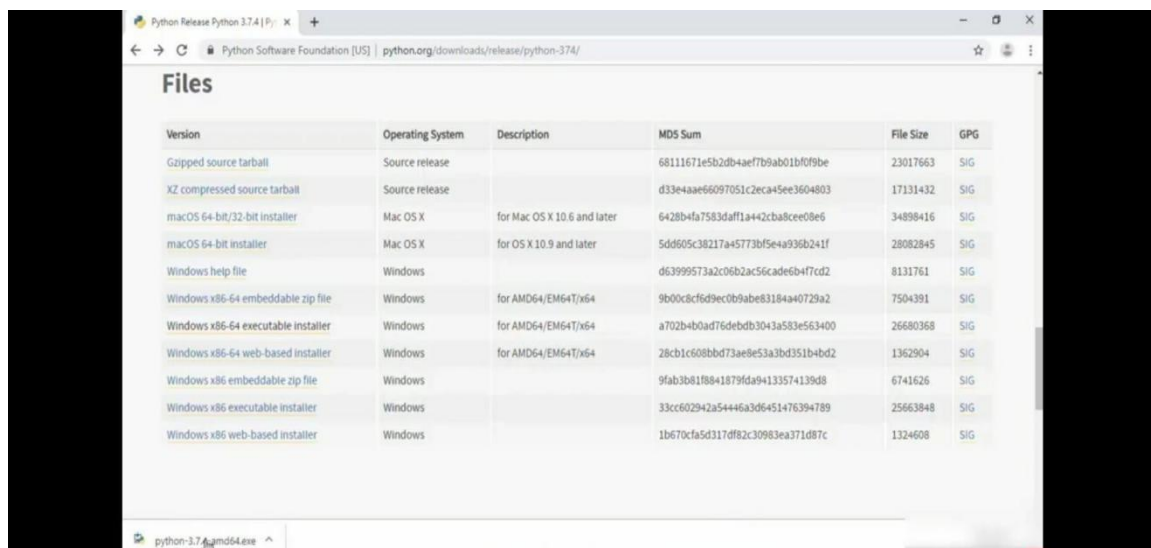 Python Release Python 3.7.4 | Py
Python Software Foundation [US] | python.org/downloads/release/python-374/
Files
Version Operating System Description MD5 Sum File Size GPG
Gzipped source tarball Source release 68111671e5b2db4aef7b9ab01bf0f9be 23017663 SIG
XZ compressed source tarball Source release d33e4aae66097051c2eca45ee3604803 17131432 SIG
macOS 64-bit/32-bit installer Mac OS X for Mac OS X 10.6 and later 6428b4fa7583daff1a442cba8cee08e6 34898416 SIG
macOS 64-bit installer Mac OS X for OS X 10.9 and later 5dd605c38217a45773bf5e4a936b241f 28082845 SIG
Windows help file Windows d63999573a2c06b2ac56cade6b4f7cd2 8131761 SIG
Windows x86-64 embeddable zip file Windows for AMD64/EM64T/x64 9b00c8cf6d9ec0b9abe83184a40729a2 7504391 SIG
Windows x86-64 executable installer Windows for AMD64/EM64T/x64 a702b4b0ad76debdb3043a583e563400 26680368 SIG
Windows x86-64 web-based installer Windows for AMD64/EM64T/x64 28cb1c608bbd73ae8e53a3bd351b4bd2 1362904 SIG
Windows x86 embeddable zip file Windows 9fab3b81f8841879fda94133574139d8 6741626 SIG
Windows x86 executable installer Windows 33cc602942a54446a3d6451476394789 25663848 SIG
Windows x86 web-based installer Windows 1b670cfa5d317df82c30983ea371d87c 1324608 SIG
python-3.7.4-amd64.exe